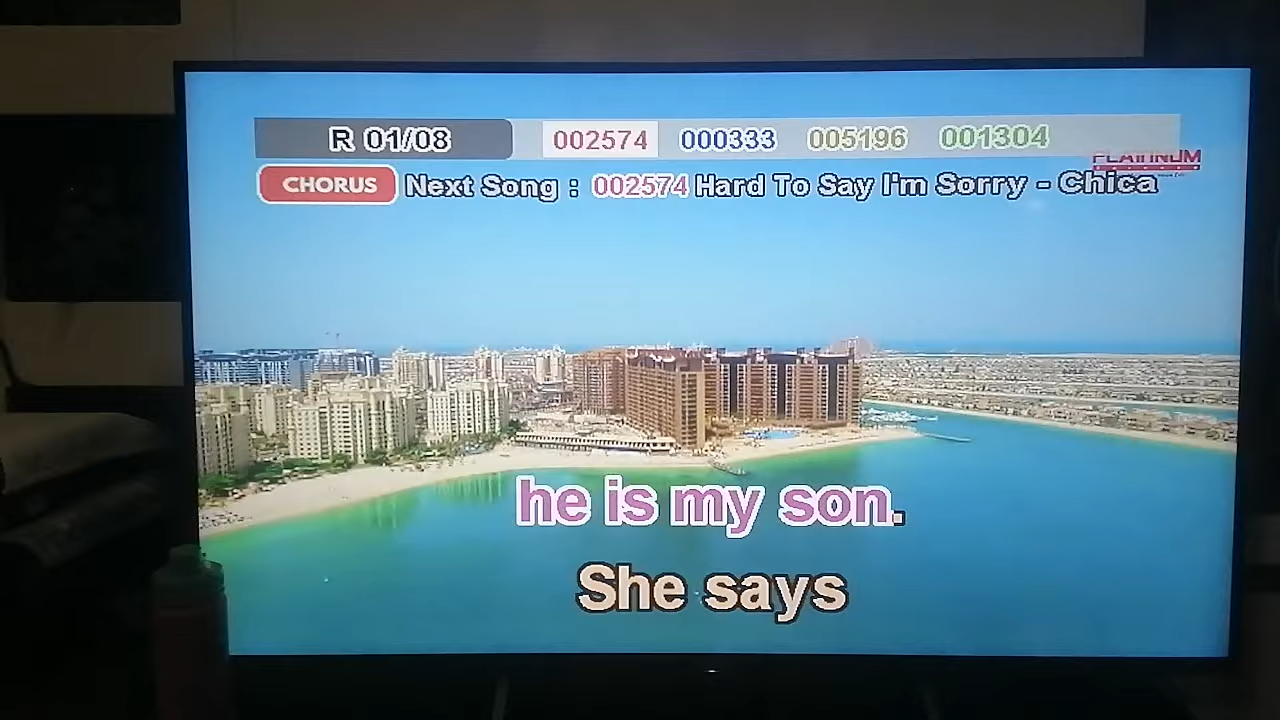 R 01/08 002574 000333 005196 001304
PLATINUM
CHORUS Next Song : 002574 Hard To Say I'm Sorry - Chica
he is my son.
She says